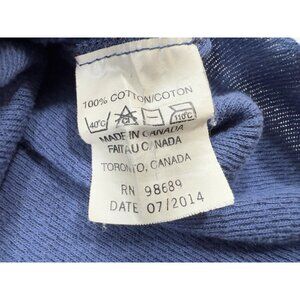 100% COTTON/COTON
40°C 110°C
MADE IN CANADA
FAIT AU CANADA
TORONTO, CANADA
RN 98689
DATE 07/2014